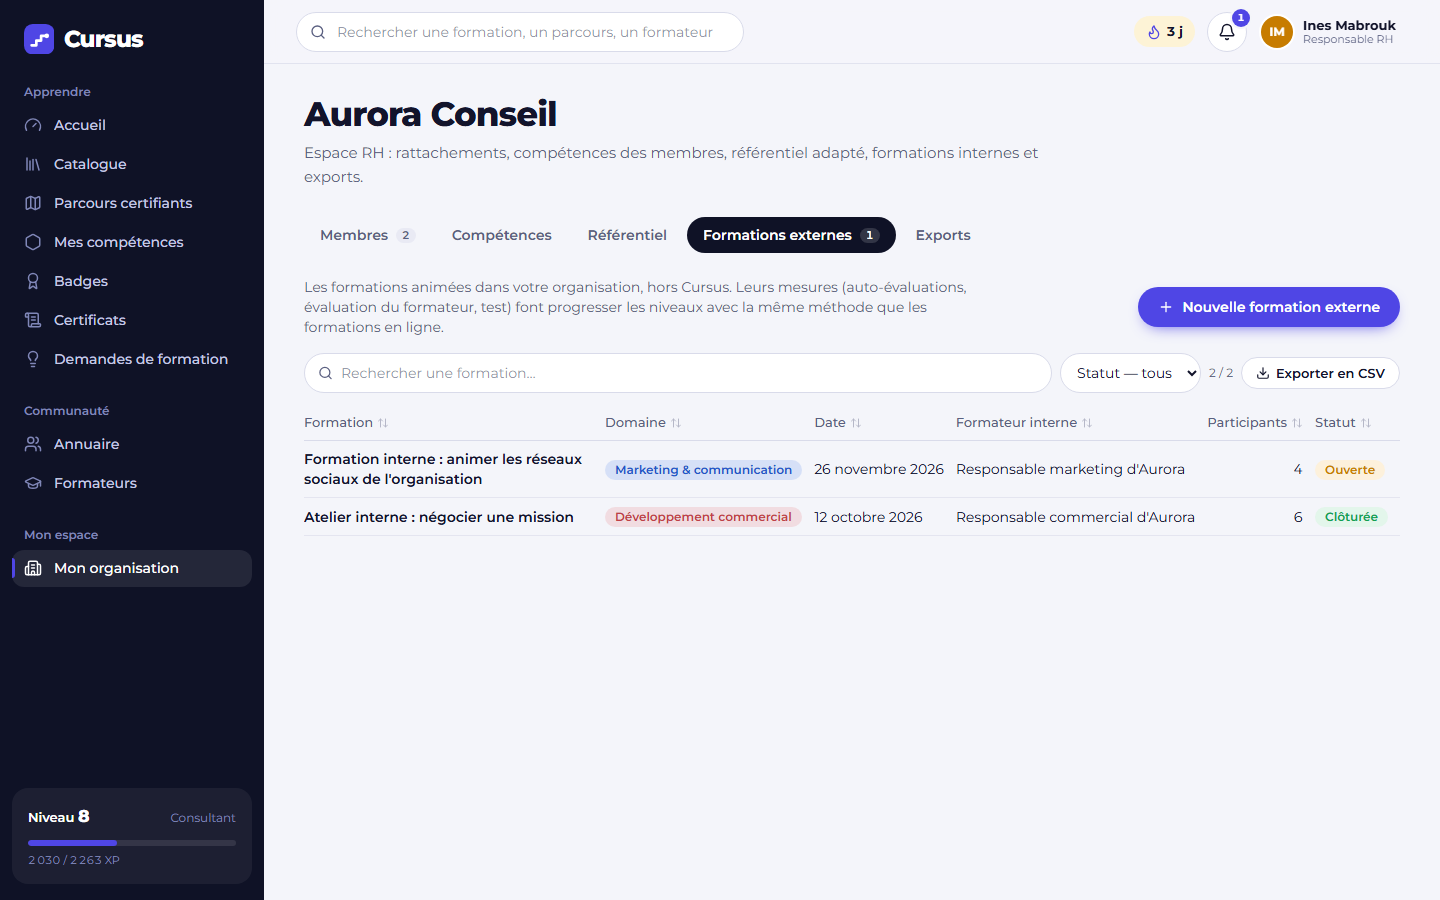 Cursus
Rechercher une formation, un parcours, un formateur
3 j
1
IM
Ines Mabrouk
Responsable RH
Apprendre
Accueil
Catalogue
Parcours certifiants
Mes compétences
Badges
Certificats
Demandes de formation
Communauté
Annuaire
Formateurs
Mon espace
Mon organisation
Niveau 8
Consultant
2 030 / 2 263 XP
Aurora Conseil
Espace RH : rattachements, compétences des membres, référentiel adapté, formations internes et
exports.
Membres 2
Compétences
Référentiel
Formations externes 1
Exports
Les formations animées dans votre organisation, hors Cursus. Leurs mesures (auto-évaluations,
évaluation du formateur, test) font progresser les niveaux avec la même méthode que les
formations en ligne.
Nouvelle formation externe
Rechercher une formation…
Statut — tous
2 / 2
Exporter en CSV
Formation Domaine Date Formateur interne Participants Statut
Formation interne : animer les réseaux
sociaux de l'organisation
Marketing & communication 26 novembre 2026 Responsable marketing d'Aurora 4 Ouverte
Atelier interne : négocier une mission Développement commercial 12 octobre 2026 Responsable commercial d'Aurora 6 Clôturée